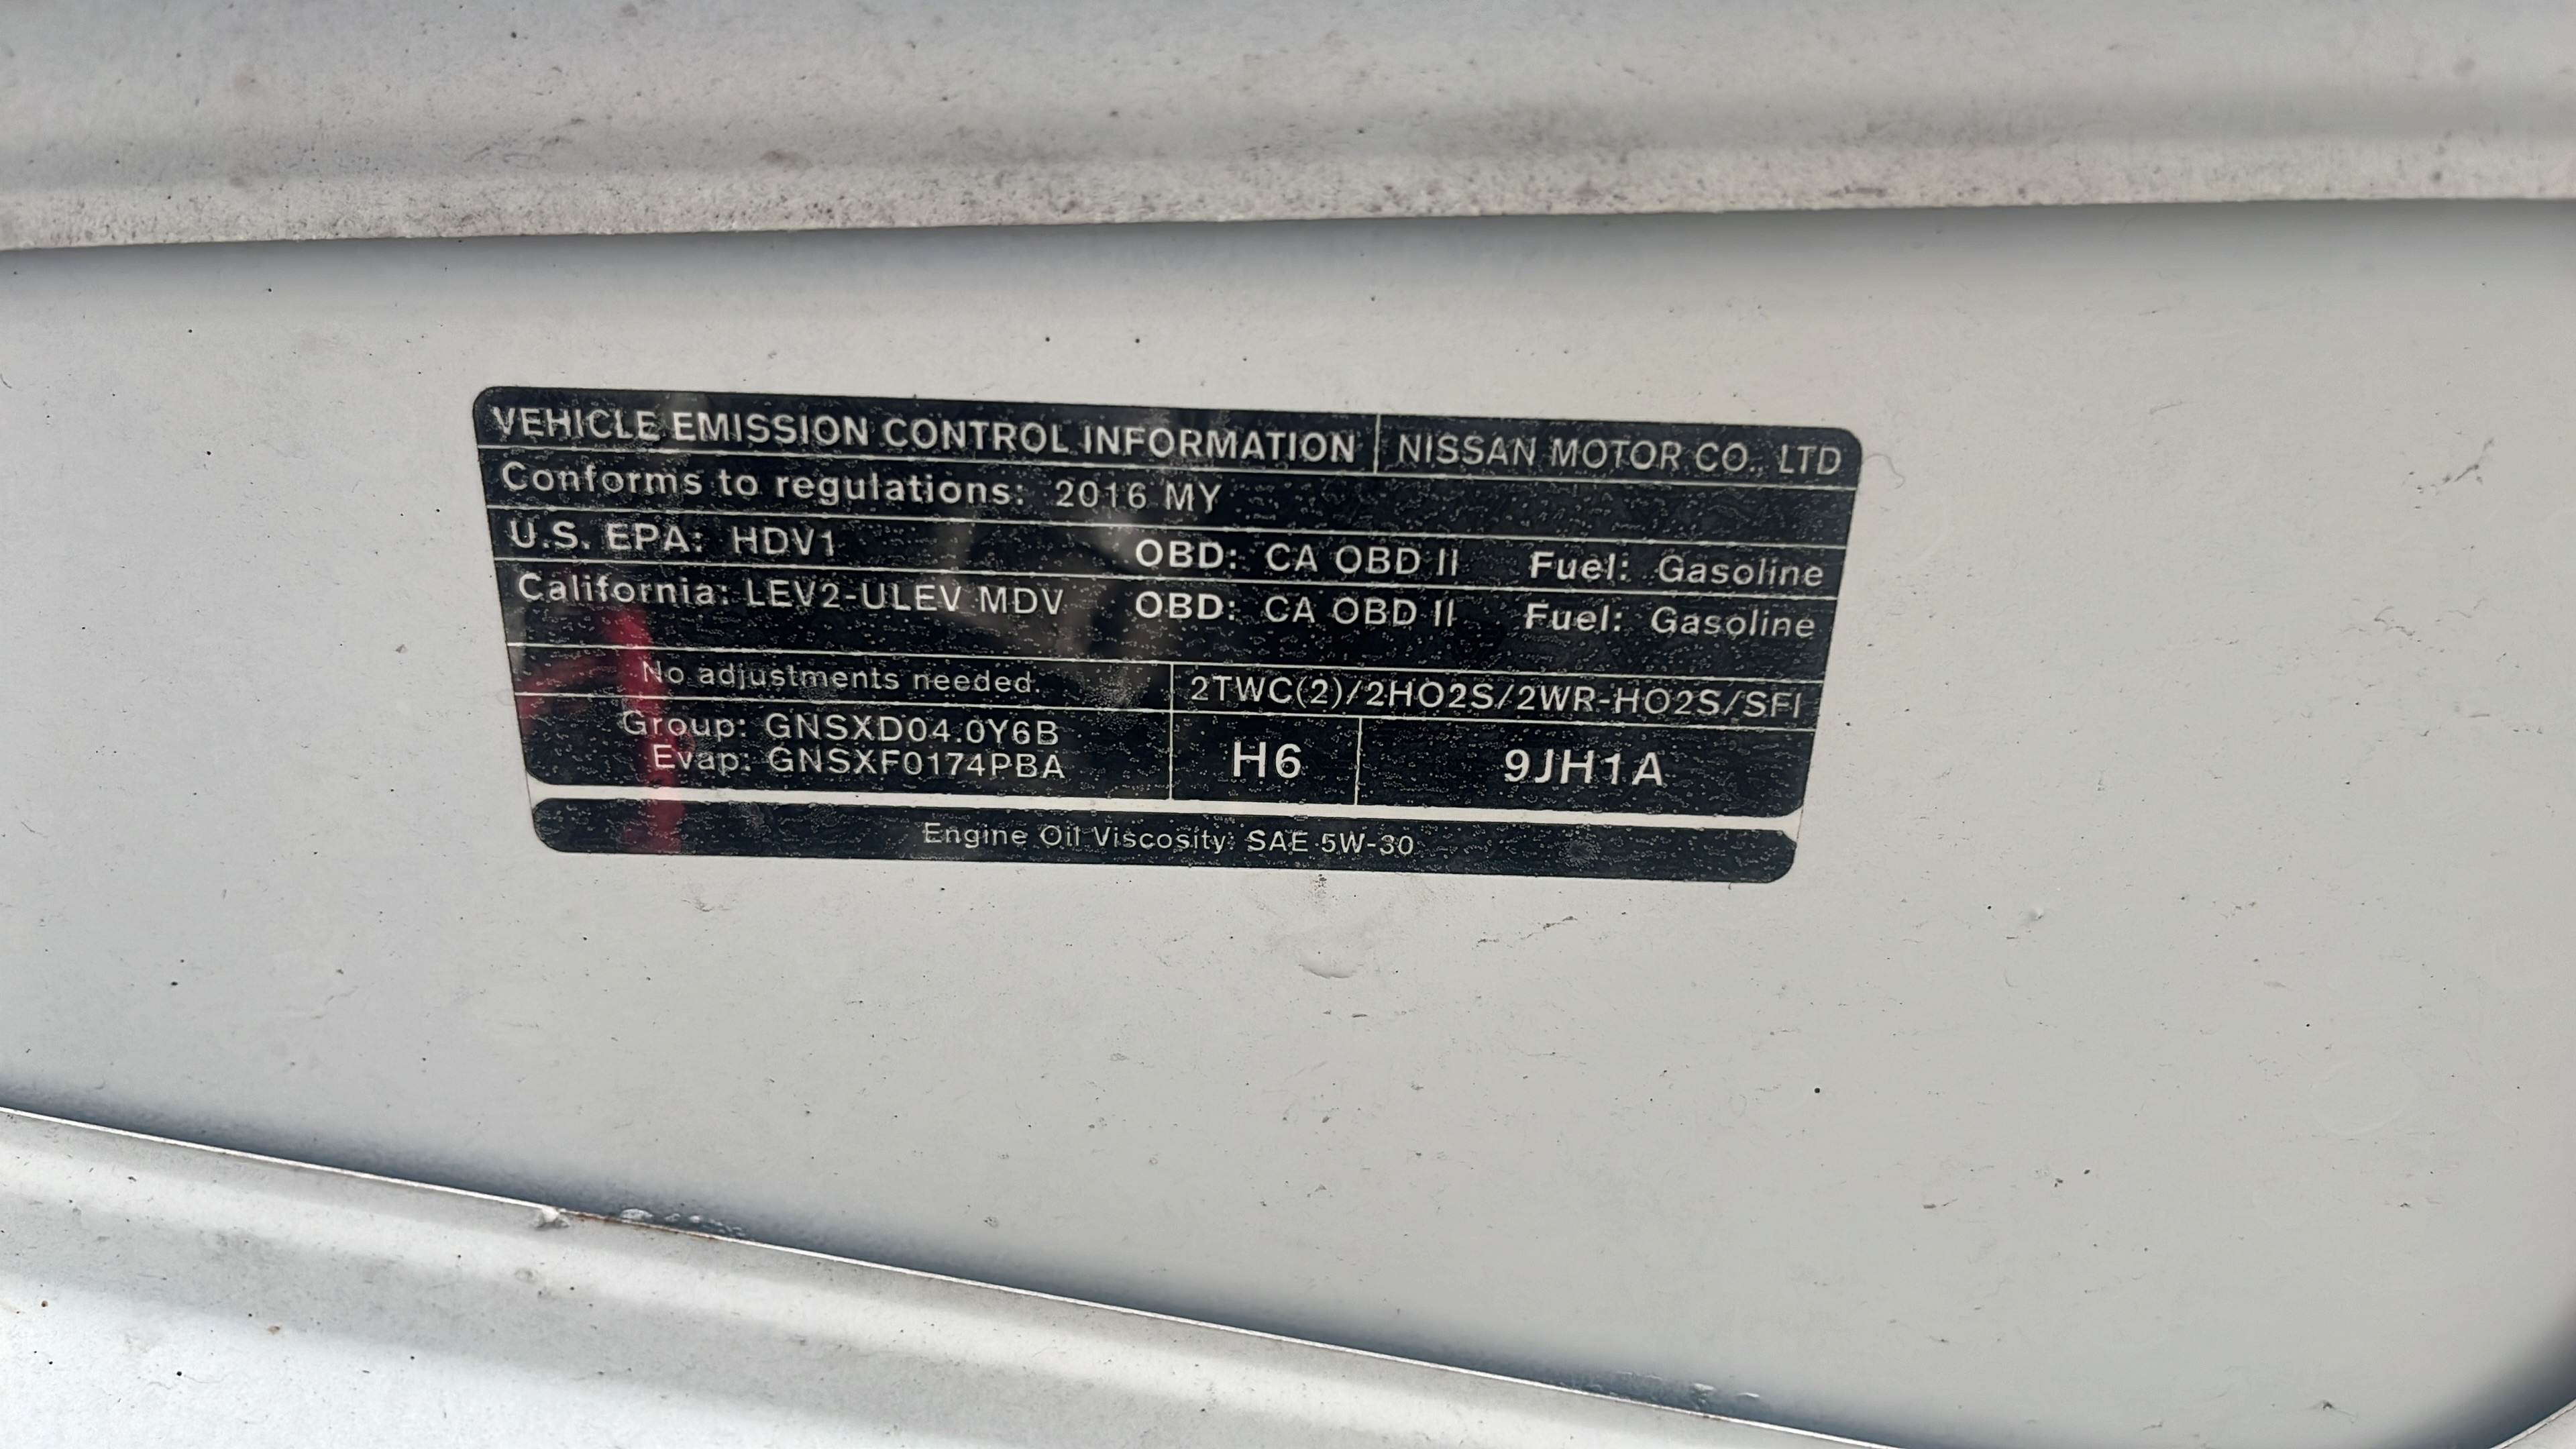 VEHICLE EMISSION CONTROL INFORMATION NISSAN MOTOR CO., LTD
Conforms to regulations: 2016 MY
U.S. EPA: HDV1 OBD: CA OBD II Fuel: Gasoline
California: LEV2-ULEV MDV OBD: CA OBD II Fuel: Gasoline
No adjustments needed. 2TWC(2)/2HO2S/2WR-HO2S/SFI
Group: GNSXD04.0Y6B
Evap: GNSXF0174PBA
H6 9JH1A
Engine Oil Viscosity: SAE 5W-30